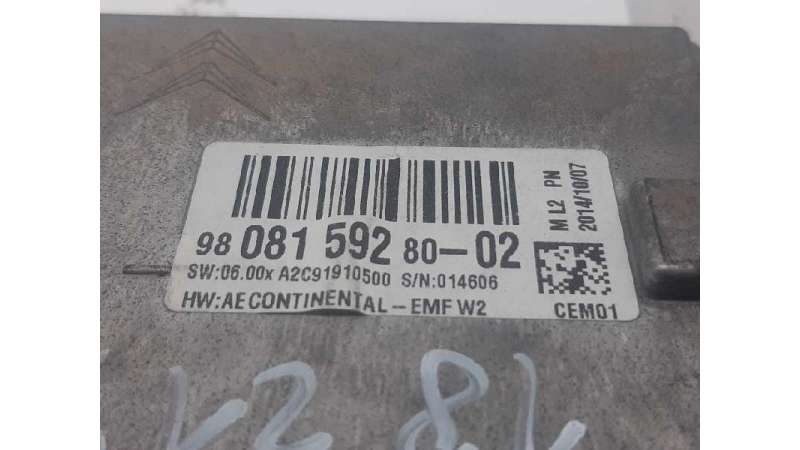 98 081 592 80-02
SW:06.00x A2C91910500 S/N:014606
HW:AE CONTINENTAL-EMF W2
M L2 PN
2014/10/07
CEM01